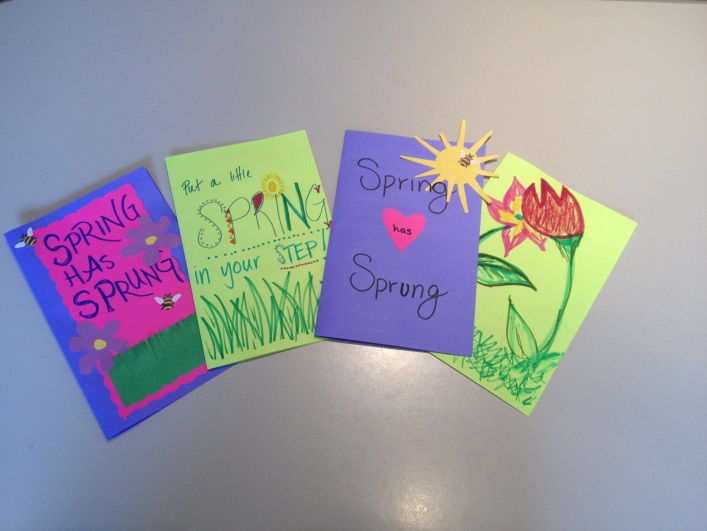 SPRING
HAS
SPRUNG
Put a little
SPRING
in your STEP!
Spring
has
Sprung